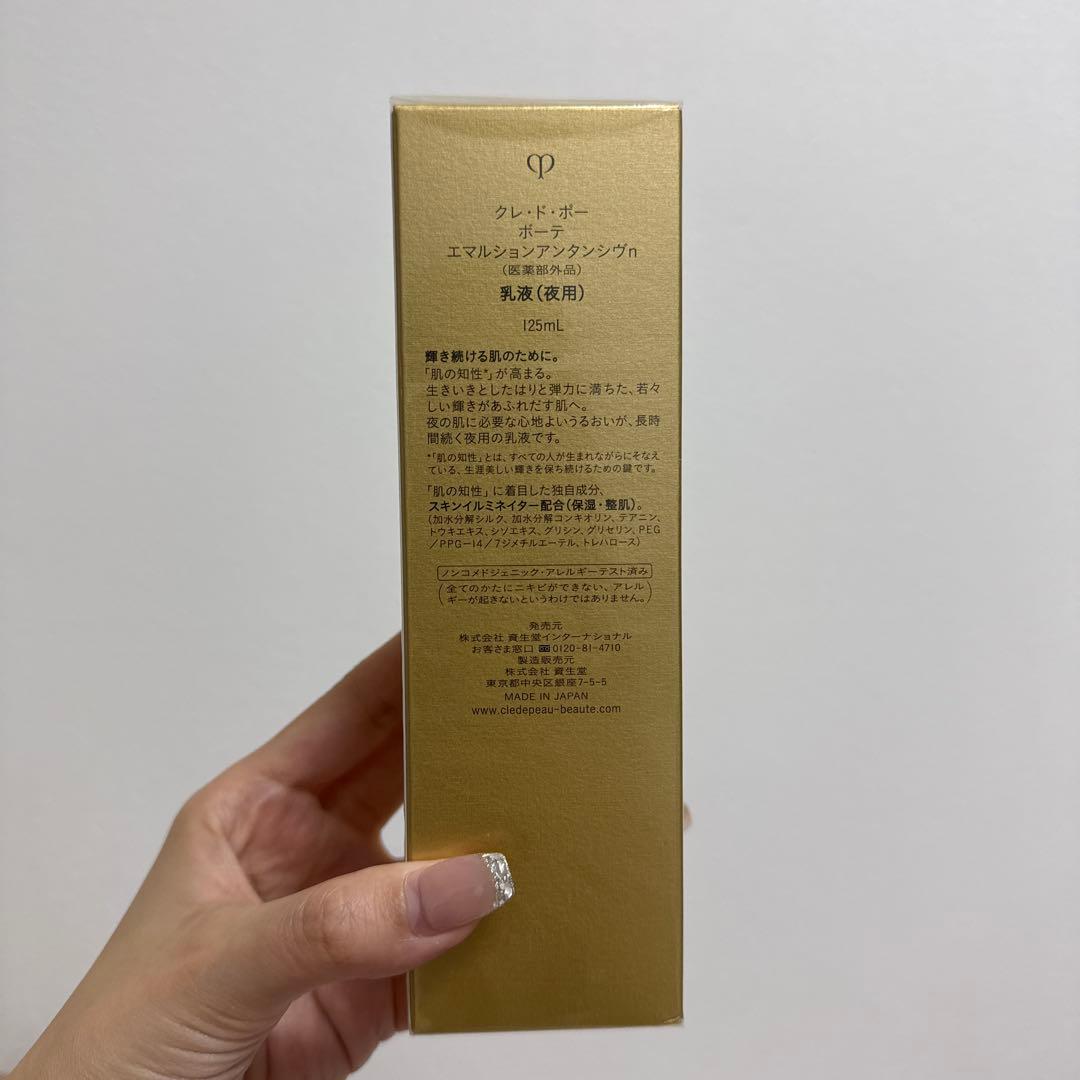 クレ・ド・ポー
ボーテ
エマルションアンタンシヴn
(医薬部外品)
乳液(夜用)
125mL
輝き続ける肌のために。
「肌の知性*」が高まる。
生きいきとしたはりと弾力に満ちた、若々
しい輝きがあふれだす肌へ。
夜の肌に必要な心地よいうるおいが、長時
間続く夜用の乳液です。
*「肌の知性」とは、すべての人が生まれながらにそなえ
ている、生涯美しい輝きを保ち続けるための鍵です。
「肌の知性」に着目した独自成分、
スキンイルミネイター配合(保湿・整肌)。
(加水分解シルク、加水分解コンキオリン、テアニン、
トウキエキス、シソエキス、グリシン、グリセリン、PEG
/PPG-14/7ジメチルエーテル、トレハロース)
ノンコメドジェニック・アレルギーテスト済み
(全てのかたにニキビができない、アレル
ギーが起きないというわけではありません。)
発売元
株式会社 資生堂インターナショナル
お客さま窓口 0120-81-4710
製造販売元
株式会社 資生堂
東京都中央区銀座7-5-5
MADE IN JAPAN
www.cledepeau-beaute.com